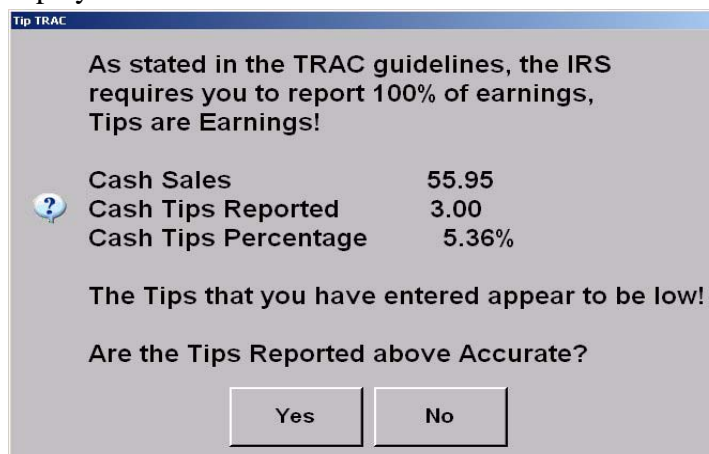 Tip TRAC
As stated in the TRAC guidelines, the IRS
requires you to report 100% of earnings,
Tips are Earnings!
Cash Sales 55.95
Cash Tips Reported 3.00
Cash Tips Percentage 5.36%
The Tips that you have entered appear to be low!
Are the Tips Reported above Accurate?
Yes No